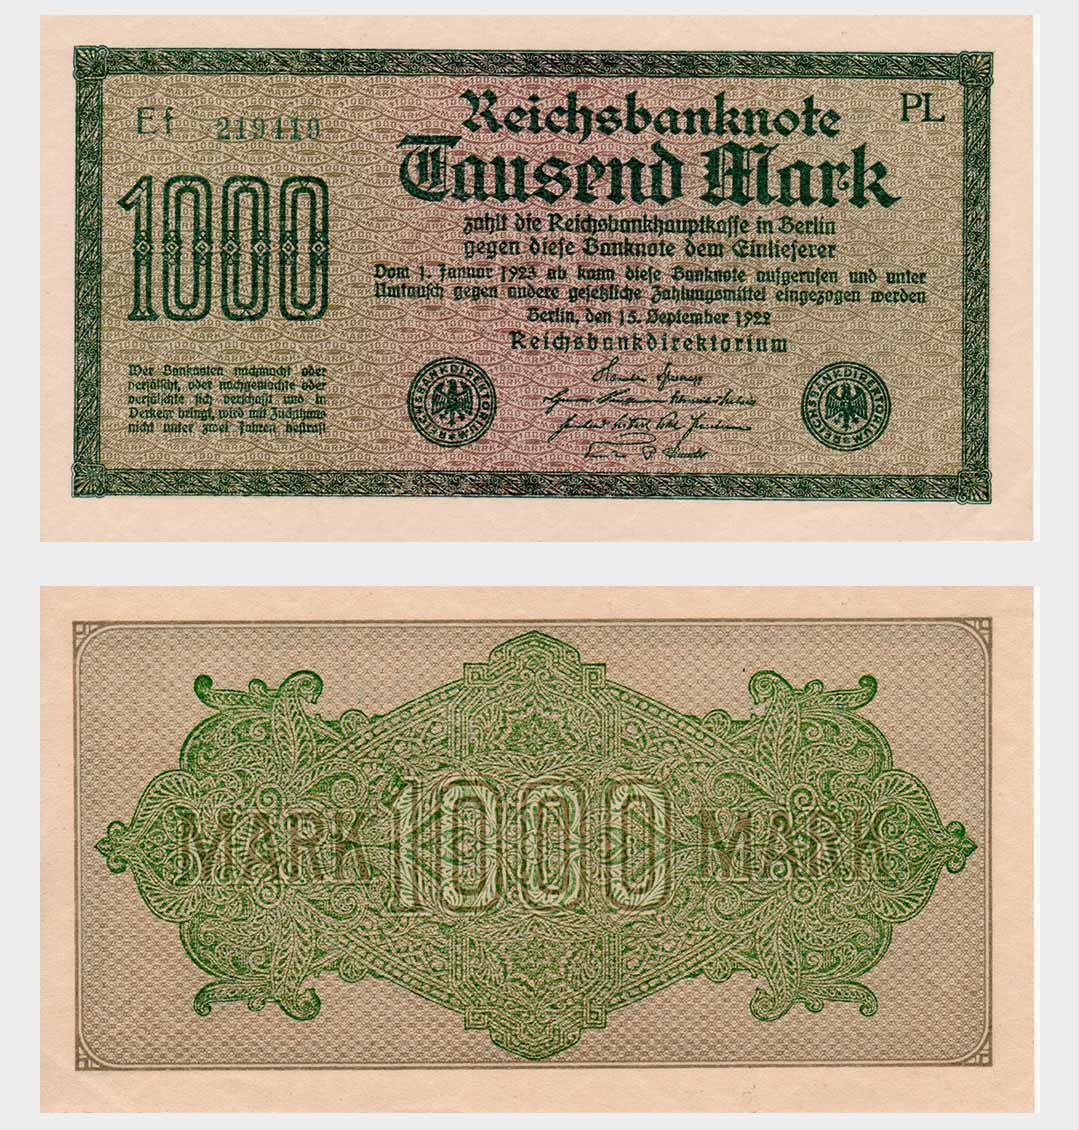 Ef 219419
PL
Reichsbanknote
Tausend Mark
1000
zahlt die Reichsbankhauptkasse in Berlin
gegen diese Banknote dem Einlieferer
Vom 1. Januar 1923 ab kann diese Banknote aufgerufen und unter
Umtausch gegen andere gesetzliche Zahlungsmittel eingezogen werden
Berlin, den 15. September 1922
Reichsbankdirektorium
Wer Banknoten nachmacht oder
verfälscht, oder nachgemachte oder
verfälschte sich verschafft und in
Verkehr bringt, wird mit Zuchthaus
nicht unter zwei Jahren bestraft
REICHSBANKDIREKTORIUM
REICHSBANKDIREKTORIUM
MARK 1000 MARK